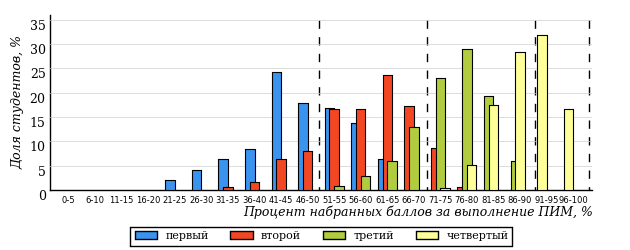 Доля студентов, %
35
30
25
20
15
10
5
0
0-5 6-10 11-15 16-20 21-25 26-30 31-35 36-40 41-45 46-50 51-55 56-60 61-65 66-70 71-75 76-80 81-85 86-90 91-95 96-100
Процент набранных баллов за выполнение ПИМ, %
первый второй третий четвертый